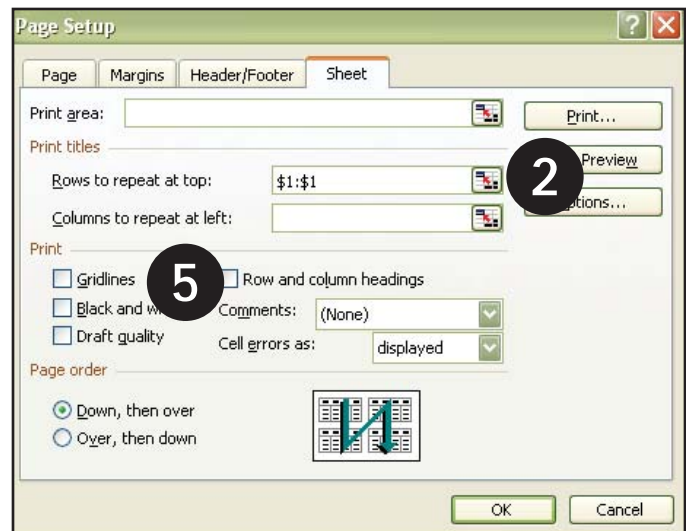 Page Setup
Page Margins Header/Footer Sheet
Print area:
Print...
Print titles
Preview
Rows to repeat at top: $1:$1
2
Options...
Columns to repeat at left:
Print
Gridlines 5 Row and column headings
Black and w
Comments: (None)
Draft quality
Cell errors as: displayed
Page order
Down, then over
Over, then down
OK Cancel